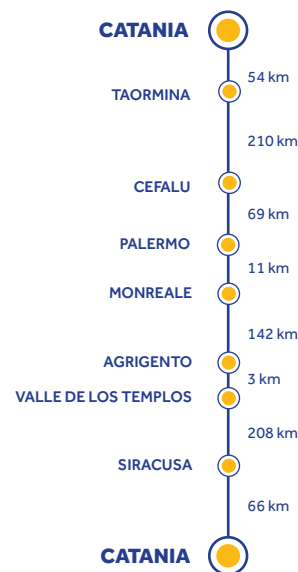 CATANIA
54 km
TAORMINA
210 km
CEFALU
69 km
PALERMO
11 km
MONREALE
142 km
AGRIGENTO
3 km
VALLE DE LOS TEMPLOS
208 km
SIRACUSA
66 km
CATANIA